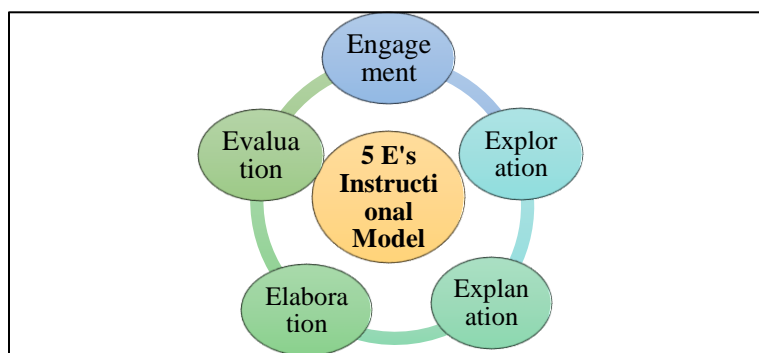 Engage
ment
Explor
ation
Explan
ation
Elabora
tion
Evalua
tion
5 E's
Instructi
onal
Model